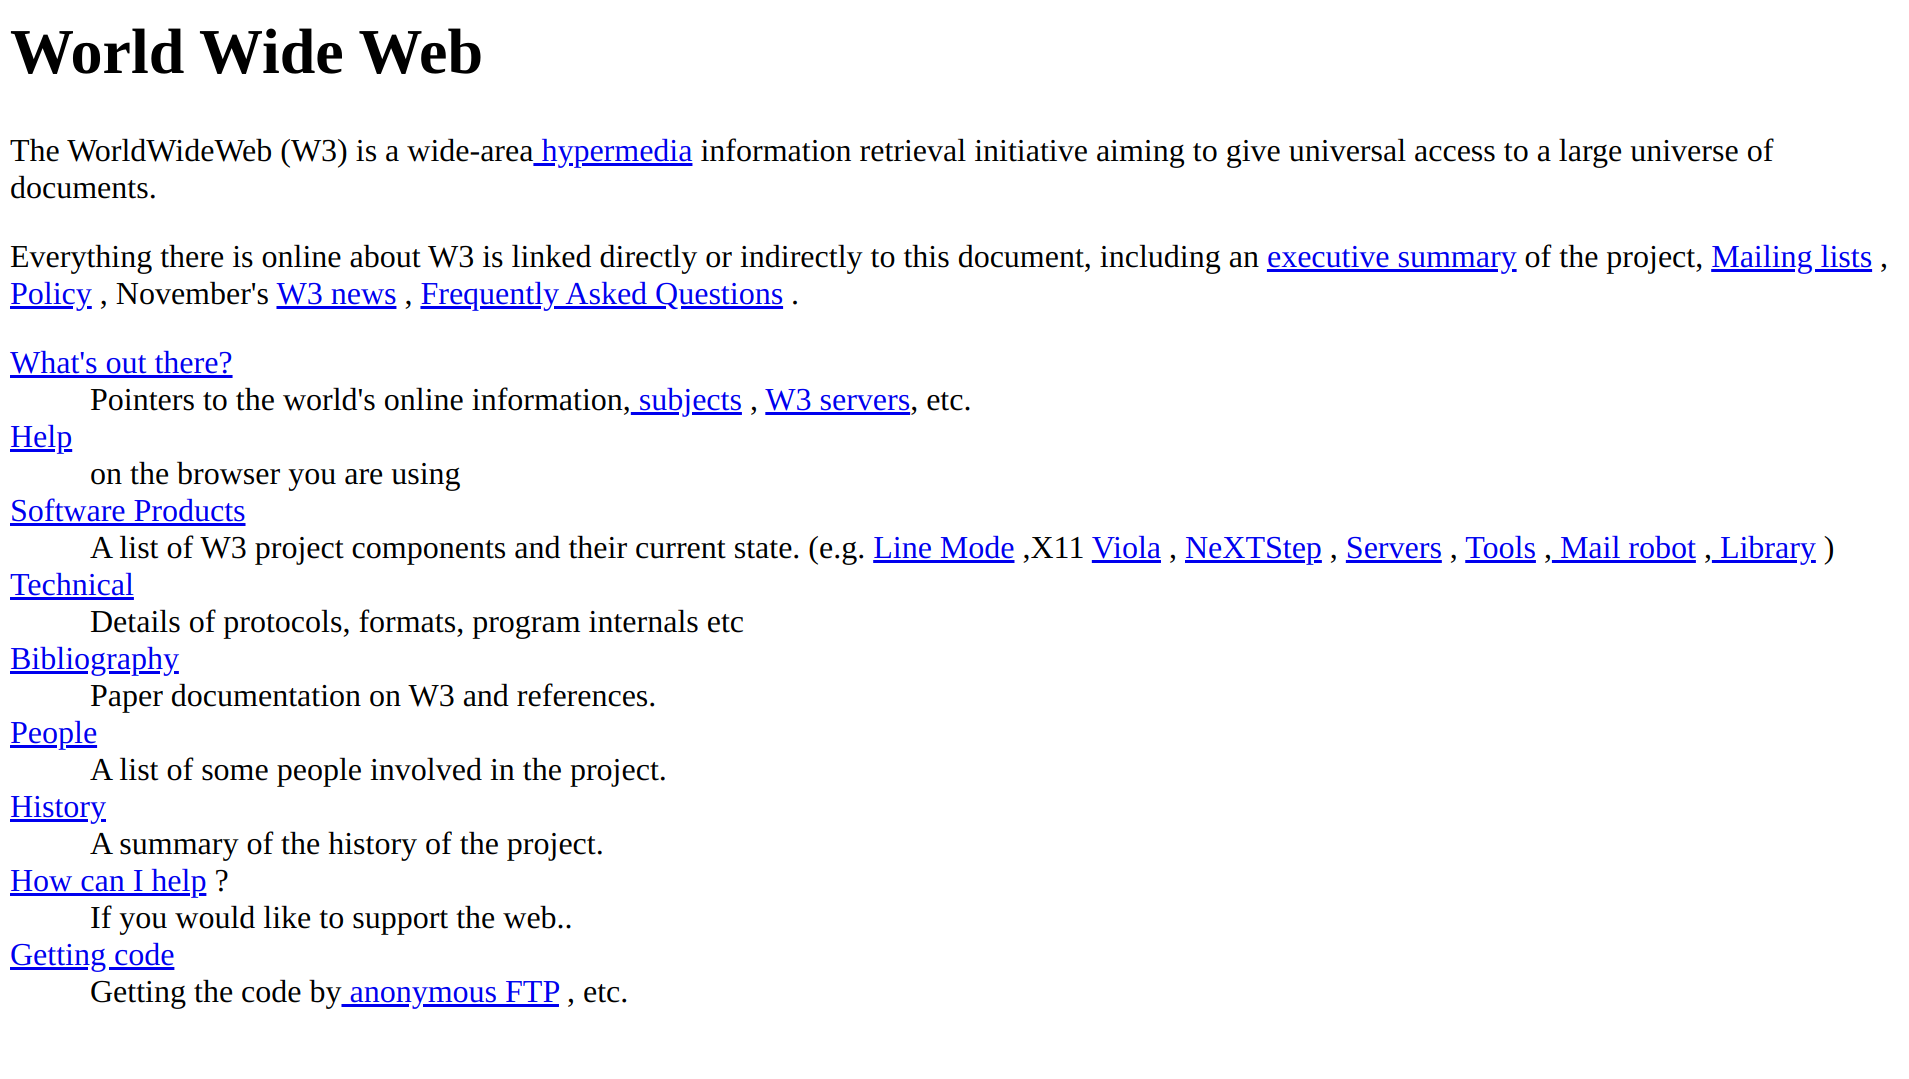 World Wide Web
The WorldWideWeb (W3) is a wide-area hypermedia information retrieval initiative aiming to give universal access to a large universe of
documents.
Everything there is online about W3 is linked directly or indirectly to this document, including an executive summary of the project, Mailing lists ,
Policy , November's W3 news , Frequently Asked Questions .
What's out there?
Pointers to the world's online information, subjects , W3 servers, etc.
Help
on the browser you are using
Software Products
A list of W3 project components and their current state. (e.g. Line Mode ,X11 Viola , NeXTStep , Servers , Tools , Mail robot , Library )
Technical
Details of protocols, formats, program internals etc
Bibliography
Paper documentation on W3 and references.
People
A list of some people involved in the project.
History
A summary of the history of the project.
How can I help ?
If you would like to support the web..
Getting code
Getting the code by anonymous FTP , etc.